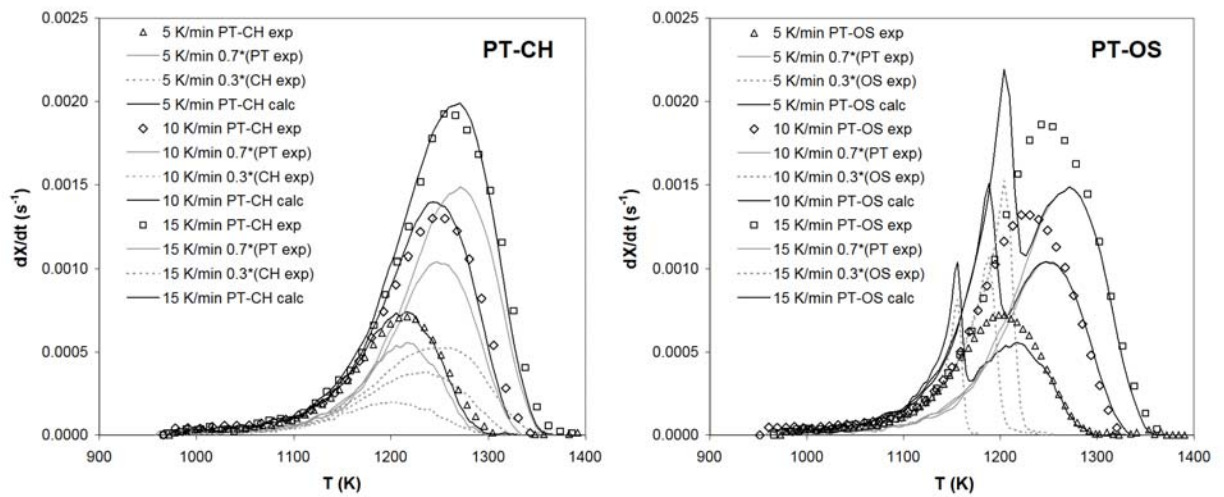 0.0025
0.0020
0.0015
0.0010
0.0005
0.0000
dX/dt (s⁻¹)
5 K/min PT-CH exp
5 K/min 0.7*(PT exp)
5 K/min 0.3*(CH exp)
5 K/min PT-CH calc
10 K/min PT-CH exp
10 K/min 0.7*(PT exp)
10 K/min 0.3*(CH exp)
10 K/min PT-CH calc
15 K/min PT-CH exp
15 K/min 0.7*(PT exp)
15 K/min 0.3*(CH exp)
15 K/min PT-CH calc
PT-CH
900 1000 1100 1200 1300 1400
T (K)
0.0025
0.0020
0.0015
0.0010
0.0005
0.0000
dX/dt (s⁻¹)
5 K/min PT-OS exp
5 K/min 0.7*(PT exp)
5 K/min 0.3*(OS exp)
5 K/min PT-OS calc
10 K/min PT-OS exp
10 K/min 0.7*(PT exp)
10 K/min 0.3*(OS exp)
10 K/min PT-OS calc
15 K/min PT-OS exp
15 K/min 0.7*(PT exp)
15 K/min 0.3*(OS exp)
15 K/min PT-OS calc
PT-OS
900 1000 1100 1200 1300 1400
T (K)